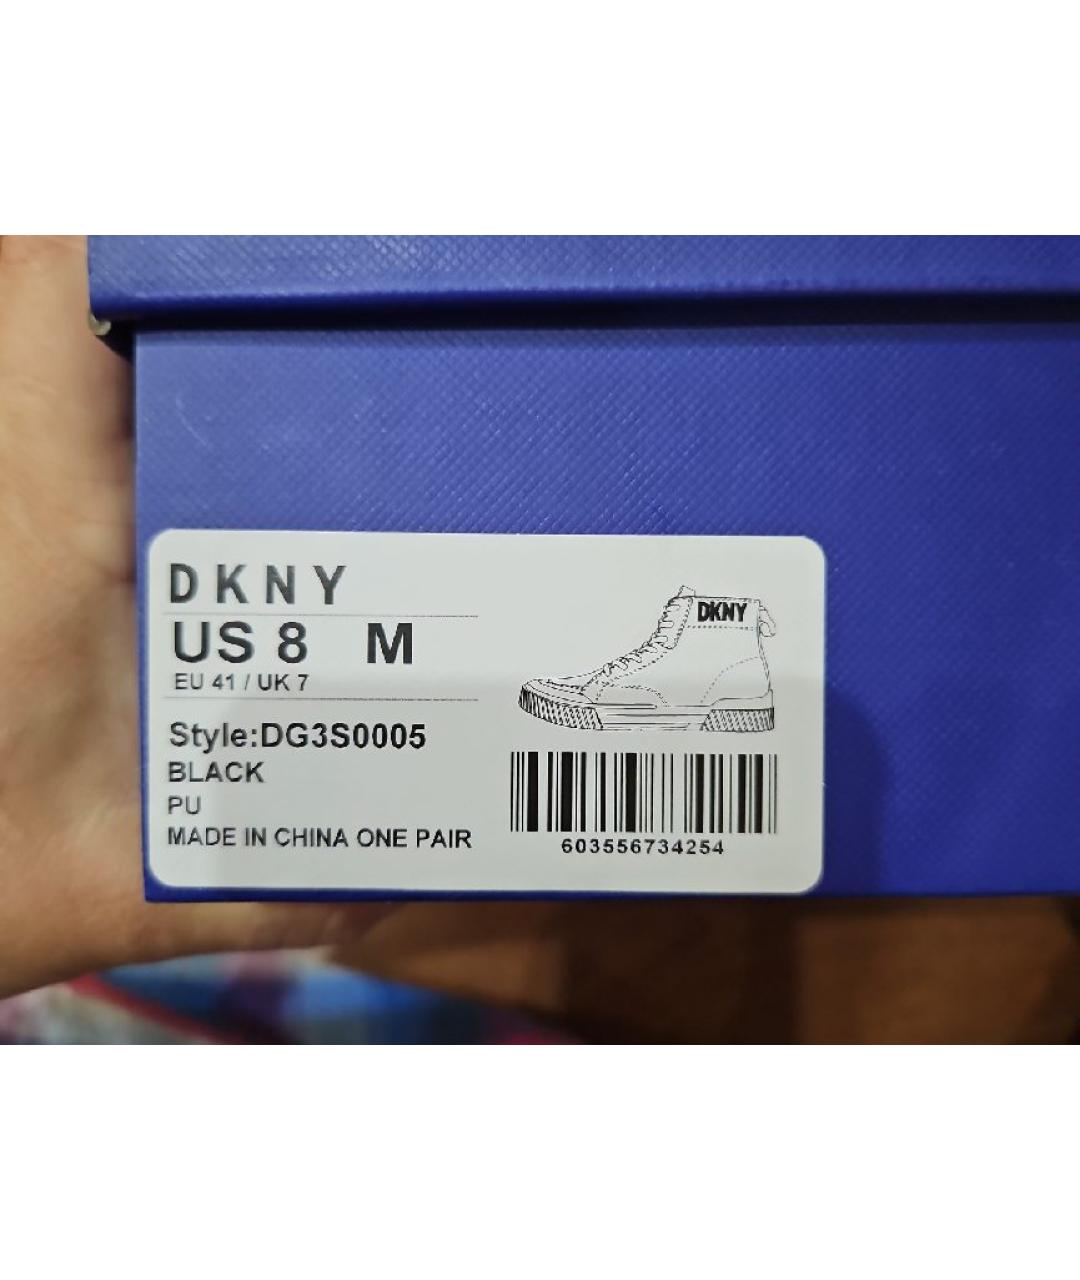 DKNY
US 8 M
EU 41 / UK 7
Style:DG3S0005
BLACK
PU
MADE IN CHINA ONE PAIR
DKNY
603556734254